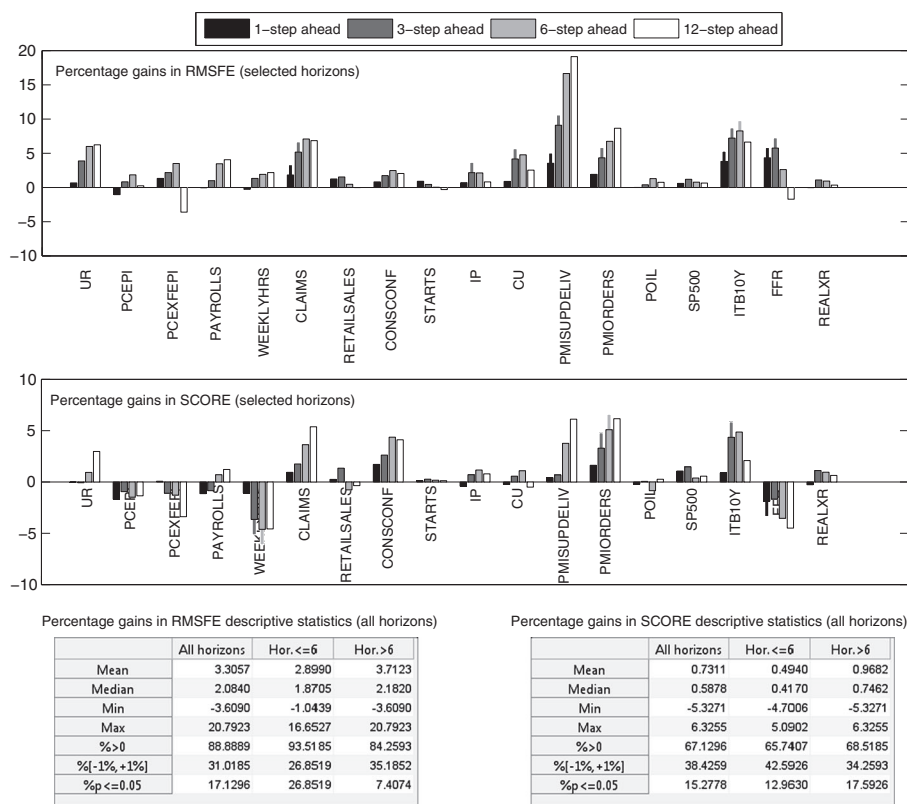 1-step ahead 3-step ahead 6-step ahead 12-step ahead
Percentage gains in RMSFE (selected horizons)
20
15
10
5
0
−5
−10
UR
PCEPI
PCEXFEPI
PAYROLLS
WEEKLYHRS
CLAIMS
RETAILSALES
CONSCONF
STARTS
IP
CU
PMISUPDELIV
PMIORDERS
POIL
SP500
ITB10Y
FFR
REALXR
Percentage gains in SCORE (selected horizons)
10
5
0
−5
−10
UR
PCEXFEPI
PAYROLLS
CLAIMS
RETAILSALES
CONSCONF
STARTS
IP
CU
PMISUPDELIV
PMIORDERS
POIL
SP500
ITB10Y
REALXR
Percentage gains in RMSFE descriptive statistics (all horizons)
All horizons Hor.<=6 Hor.>6
Mean 3.3057 2.8990 3.7123
Median 2.0840 1.8705 2.1820
Min -3.6090 -1.0439 -3.6090
Max 20.7923 16.6527 20.7923
%>0 88.8889 93.5185 84.2593
%[-1%,+1%] 31.0185 26.8519 35.1852
%p<=0.05 17.1296 26.8519 7.4074
Percentage gains in SCORE descriptive statistics (all horizons)
All horizons Hor.<=6 Hor.>6
Mean 0.7311 0.4940 0.9682
Median 0.5878 0.4170 0.7462
Min -5.3271 -4.7006 -5.3271
Max 6.3255 5.0902 6.3255
%>0 67.1296 65.7407 68.5185
%[-1%,+1%] 38.4259 42.5926 34.2593
%p<=0.05 15.2778 12.9630 17.5926